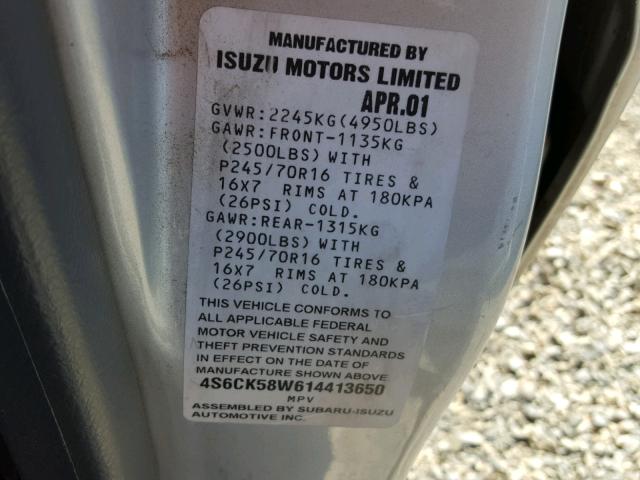 MANUFACTURED BY
ISUZU MOTORS LIMITED
APR.01
GVWR:2245KG(4950LBS)
GAWR:FRONT-1135KG
(2500LBS) WITH
P245/70R16 TIRES &
16X7 RIMS AT 180KPA
(26PSI) COLD.
GAWR:REAR-1315KG
(2900LBS) WITH
P245/70R16 TIRES &
16X7 RIMS AT 180KPA
(26PSI) COLD.
THIS VEHICLE CONFORMS TO
ALL APPLICABLE FEDERAL
MOTOR VEHICLE SAFETY AND
THEFT PREVENTION STANDARDS
IN EFFECT ON THE DATE OF
MANUFACTURE SHOWN ABOVE
4S6CK58W614413650
MPV
ASSEMBLED BY SUBARU-ISUZU
AUTOMOTIVE INC.